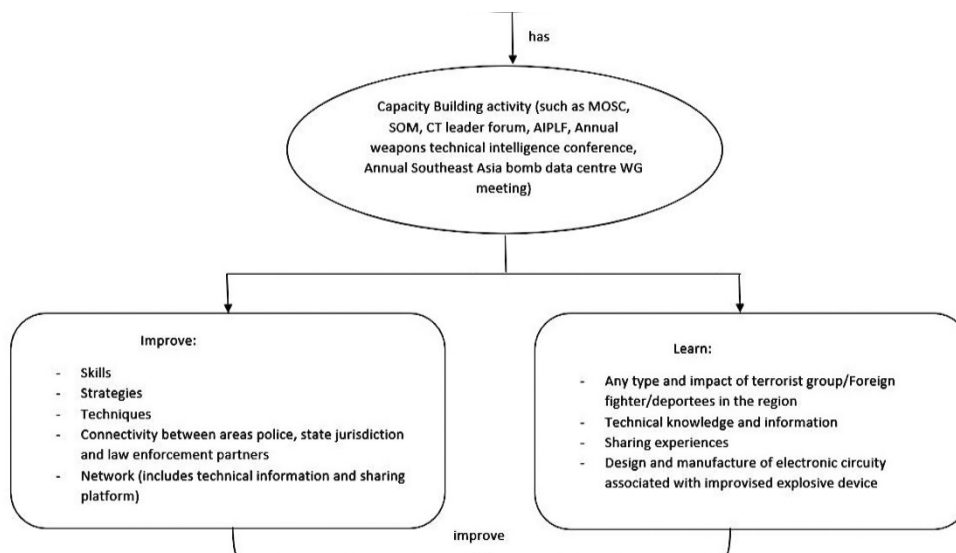 has
Capacity Building activity (such as MOSC,
SOM, CT leader forum, AIPLF, Annual
weapons technical intelligence conference,
Annual Southeast Asia bomb data centre WG
meeting)
Improve:
- Skills
- Strategies
- Techniques
- Connectivity between areas police, state jurisdiction
and law enforcement partners
- Network (includes technical information and sharing
platform)
Learn:
- Any type and impact of terrorist group/Foreign
fighter/deportees in the region
- Technical knowledge and information
- Sharing experiences
- Design and manufacture of electronic circuity
associated with improvised explosive device
improve